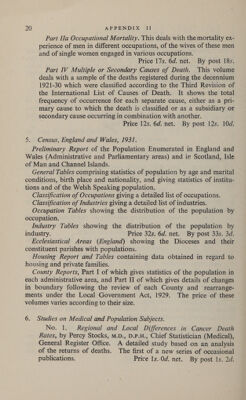 20 APPENDIX II
Part IIa Occupational Mortality. This deals with the mortality ex-
perience of men in different occupations, of the wives of these men
and of single women engaged in various occupations.
Price 17s. 6d. net. By post 18s.
Part IV Multiple or Secondary Causes of Death. This volume
deals with a sample of the deaths registered during the decennium
1921-30 which were classified according to the Third Revision of
the International List of Causes of Death. It shows the total
frequency of occurrence for each separate cause, either as a pri-
mary cause to which the death is classified or as a subsidiary or
secondary cause occurring in combination with another.
Price 12s. 6d. net. By post 12s. 10d.
5. Census, England and Wales, 1931.
Preliminary Report of the Population Enumerated in England and
Wales (Administrative and Parliamentary areas) and in Scotland, Isle
of Man and Channel Islands.
General Tables comprising statistics of population by age and marital
conditions, birth place and nationality, and giving statistics of institu-
tions and of the Welsh Speaking population.
Classification of Occupations giving a detailed list of occupations.
Classification of Industries giving a detailed list of industries.
Occupation Tables showing the distribution of the population by
occupation.
Industry Tables showing the distribution of the population by
industry. Price 32s. 6d. net. By post 33s. 3d.
Ecclesiastical Areas (England) showing the Dioceses and their
constituent parishes with populations.
Housing Report and Tables containing data obtained in regard to
housing and private families.
County Reports, Part I of which gives statistics of the population in
each administrative area, and Part II of which gives details of changes
in boundary following the review of each County and rearrange-
ments under the Local Government Act, 1929. The price of these
volumes varies according to their size.
6. Studies on Medical and Population Subjects.
No. 1. Regional and Local Differences in Cancer Death
Rates, by Percy Stocks, M.D., D.P.H., Chief Statistician (Medical),
General Register Office. A detailed study based on an analysis
of the returns of deaths. The first of a new series of occasional
publications. Price 1s. 0d. net. By post 1s. 2d.